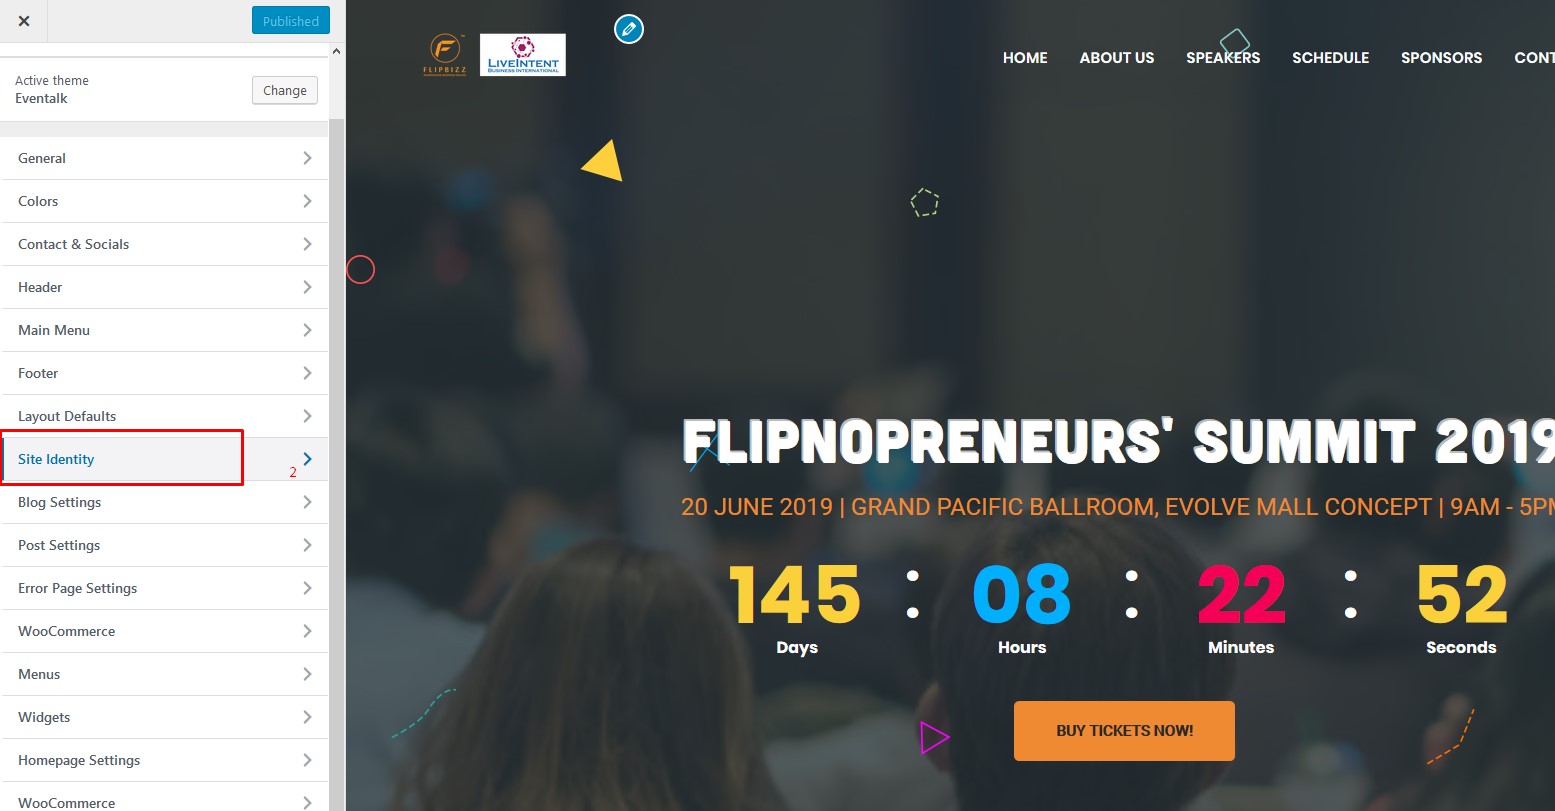 Published
Active theme
Eventalk
Change
General
Colors
Contact & Socials
Header
Main Menu
Footer
Layout Defaults
Site Identity
2
Blog Settings
Post Settings
Error Page Settings
WooCommerce
Menus
Widgets
Homepage Settings
WooCommerce
FLIPBIZZ
LIVEINTENT
BUSINESS INTERNATIONAL
HOME ABOUT US SPEAKERS SCHEDULE SPONSORS CONT
FLIPNOPRENEURS' SUMMIT 2019
20 JUNE 2019 | GRAND PACIFIC BALLROOM, EVOLVE MALL CONCEPT | 9AM - 5PM
145 : 08 : 22 : 52
Days Hours Minutes Seconds
BUY TICKETS NOW!